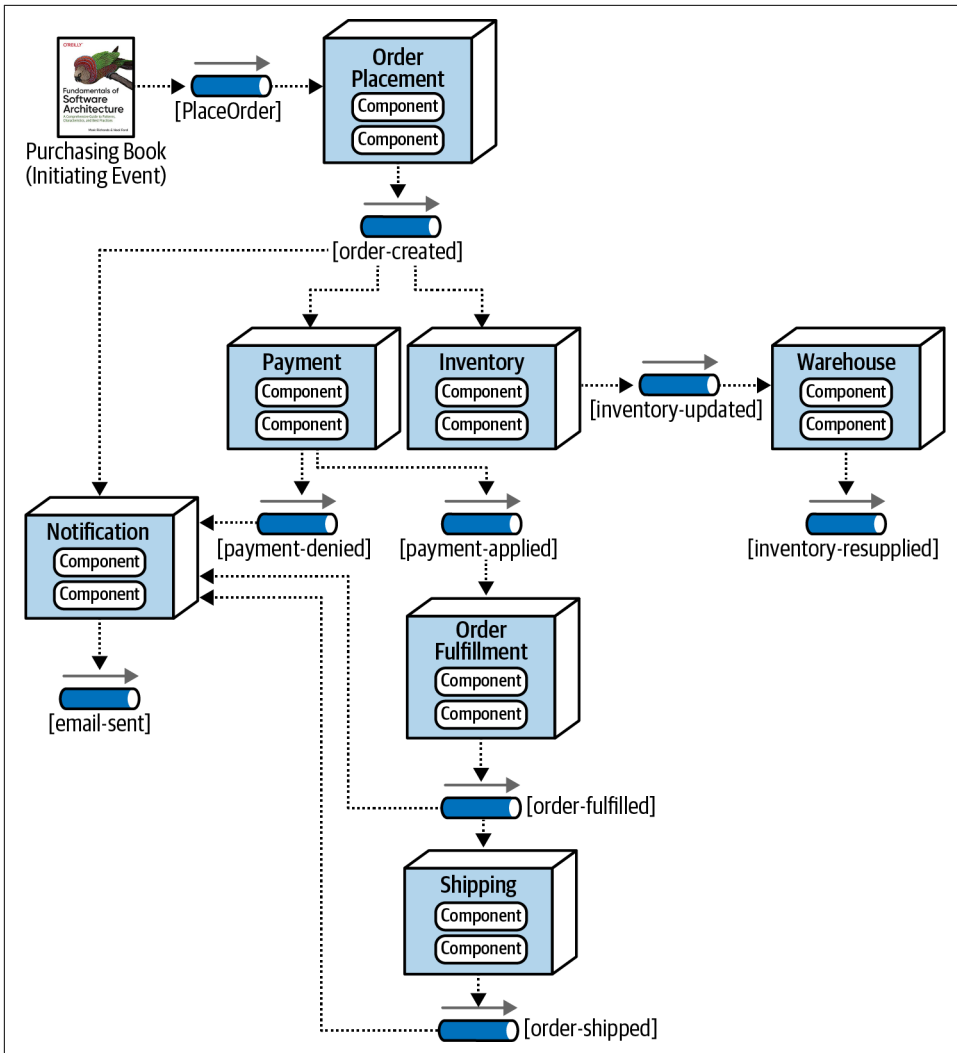 O'REILLY
Fundamentals of
Software
Architecture
Purchasing Book
(Initiating Event)
[PlaceOrder]
Order
Placement
Component
Component
[order-created]
Payment
Component
Component
Inventory
Component
Component
[inventory-updated]
Warehouse
Component
Component
Notification
Component
Component
[payment-denied]
[payment-applied]
[inventory-resupplied]
[email-sent]
Order
Fulfillment
Component
Component
[order-fulfilled]
Shipping
Component
Component
[order-shipped]